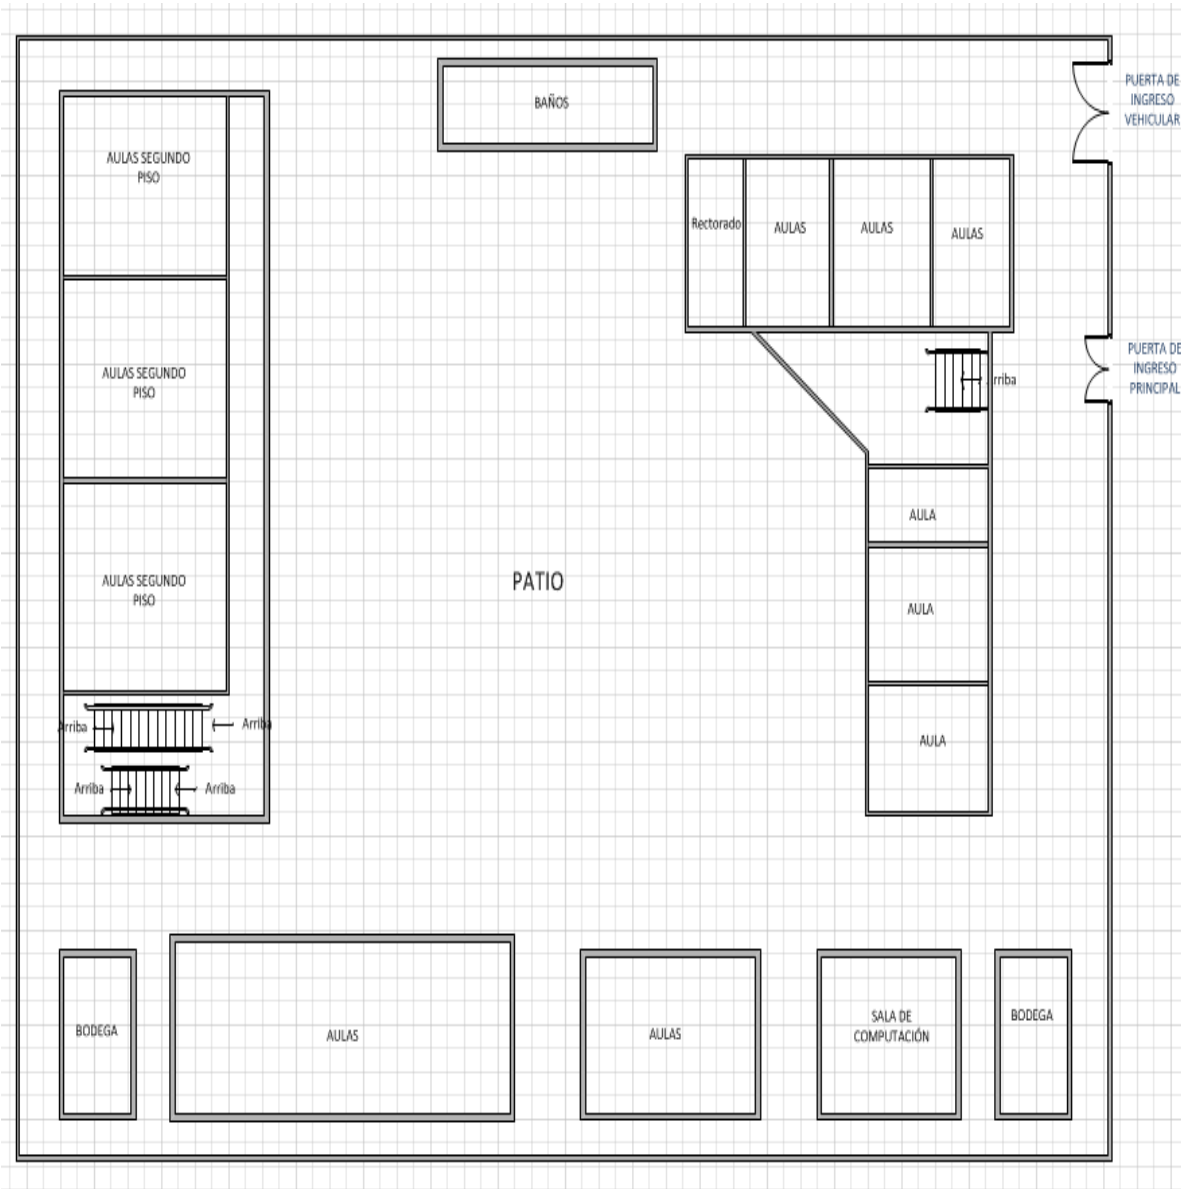 BAÑOS
PUERTA DE
INGRESO
VEHICULAR
AULAS SEGUNDO
PISO
Rectorado
AULAS
AULAS
AULAS
PUERTA DE
INGRESO
PRINCIPAL
Arriba
AULAS SEGUNDO
PISO
AULA
PATIO
AULAS SEGUNDO
PISO
AULA
Arriba
Arriba
AULA
Arriba
Arriba
BODEGA
AULAS
AULAS
SALA DE
COMPUTACIÓN
BODEGA